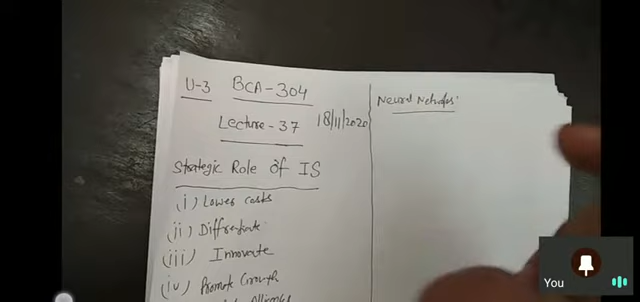 U-3 BCA-304
Lecture-37 18/11/2020
Strategic Role of IS
(i) Lower costs
(ii) Differentiate
(iii) Innovate
(iv) Promote Growth
Neural
You